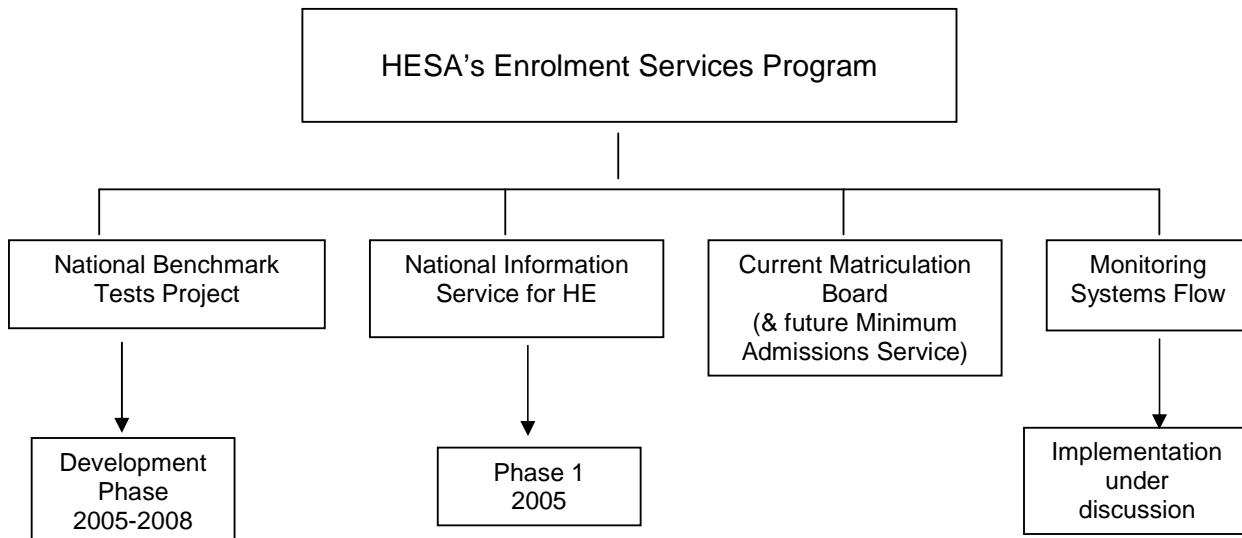 HESA's Enrolment Services Program
National Benchmark
Tests Project
National Information
Service for HE
Current Matriculation
Board
(& future Minimum
Admissions Service)
Monitoring
Systems Flow
Development
Phase
2005-2008
Phase 1
2005
Implementation
under
discussion